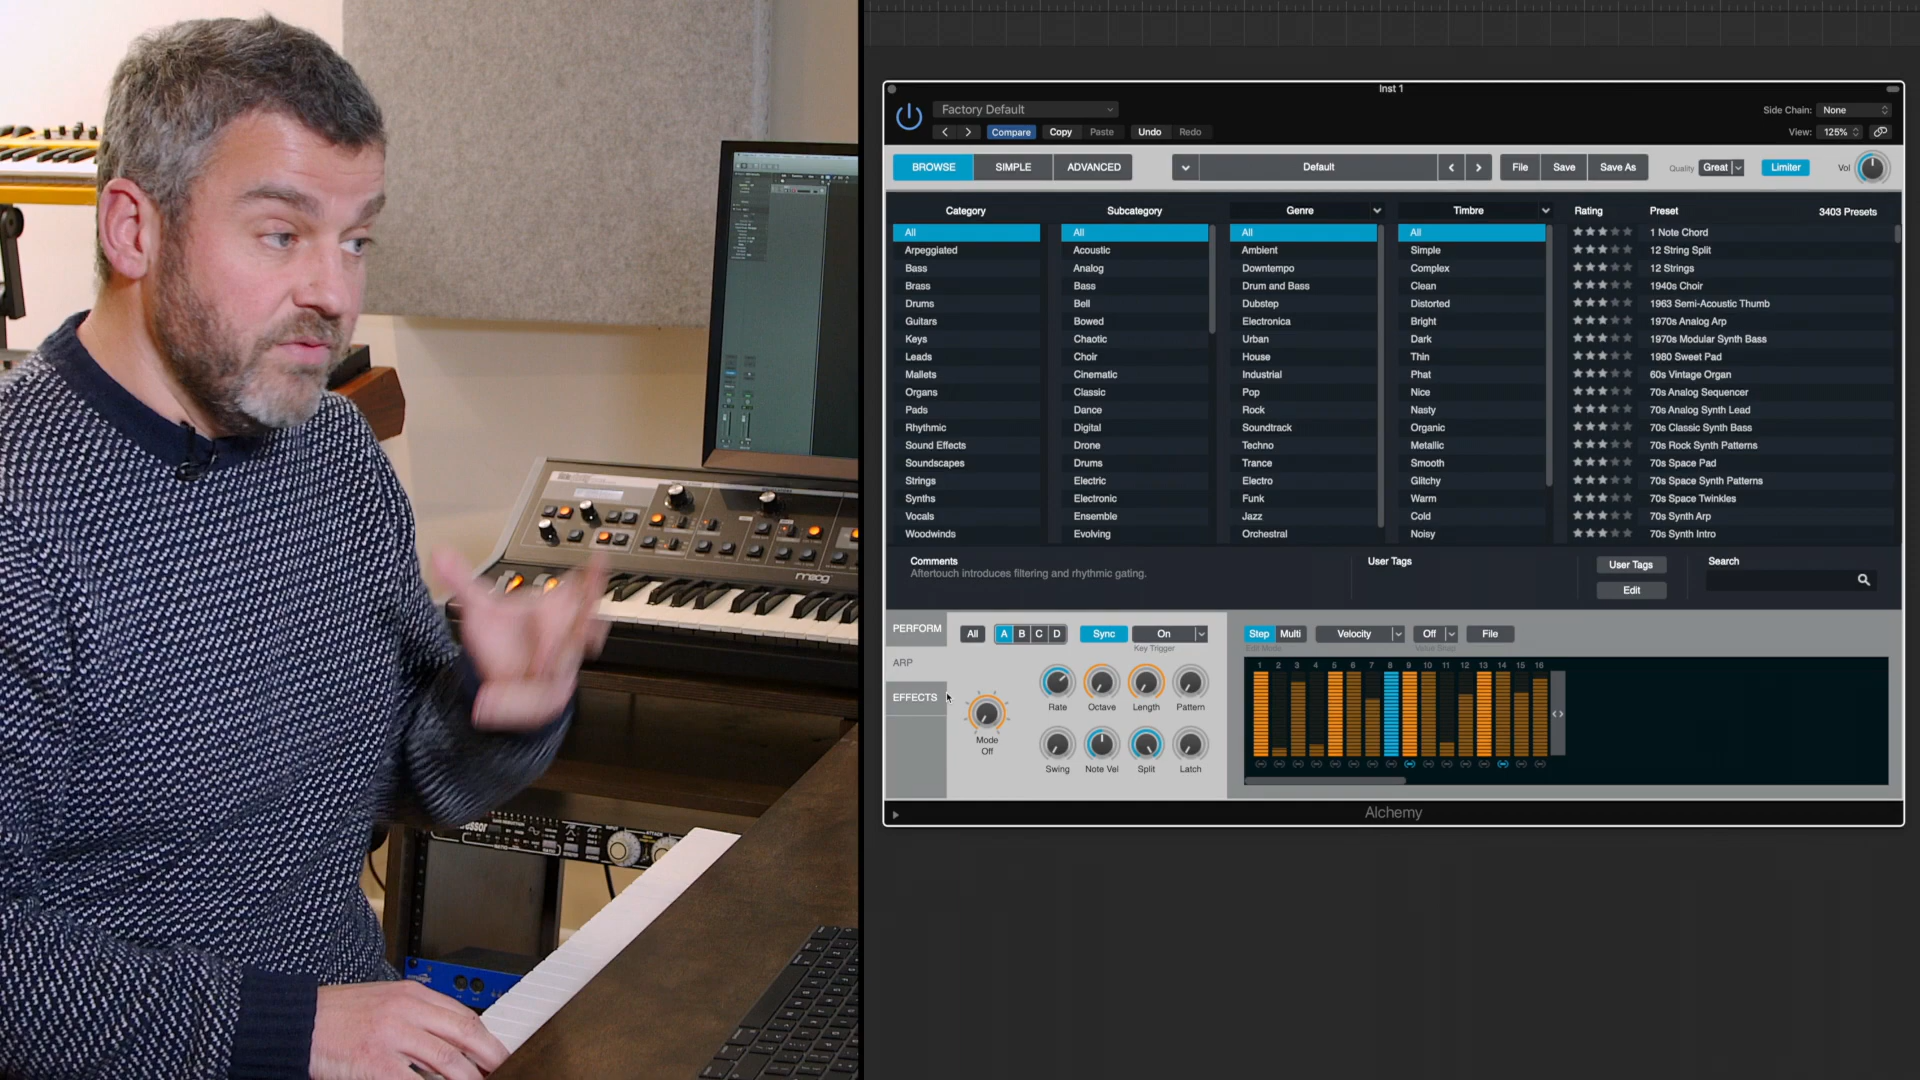 Inst 1
Factory Default
Side Chain: None
Compare Copy Paste Undo Redo
View: 125%
BROWSE SIMPLE ADVANCED Default File Save Save As Quality Great Limiter Vol
Category Subcategory Genre Timbre Rating Preset 3403 Presets
All All All All 1 Note Chord
Arpeggiated Acoustic Ambient Simple 12 String Split
Bass Analog Downtempo Complex 12 Strings
Brass Bass Drum and Bass Clean 1940s Choir
Drums Bell Dubstep Distorted 1963 Semi-Acoustic Thumb
Guitars Bowed Electronica Bright 1970s Analog Arp
Keys Chaotic Urban Dark 1970s Modular Synth Bass
Leads Choir House Thin 1980 Sweet Pad
Mallets Cinematic Industrial Phat 60s Vintage Organ
Organs Classic Pop Nice 70s Analog Sequencer
Pads Dance Rock Nasty 70s Analog Synth Lead
Rhythmic Digital Soundtrack Organic 70s Classic Synth Bass
Sound Effects Drone Techno Metallic 70s Rock Synth Patterns
Soundscapes Drums Trance Smooth 70s Space Pad
Strings Electric Electro Glitchy 70s Space Synth Patterns
Synths Electronic Funk Warm 70s Space Twinkles
Vocals Ensemble Jazz Cold 70s Synth Arp
Woodwinds Evolving Orchestral Noisy 70s Synth Intro
Comments User Tags User Tags Search
Aftertouch introduces filtering and rhythmic gating.
Edit
PERFORM All A B C D Sync On Step Multi Velocity Off File
Key Trigger Edit Mode Value Snap
ARP
1 2 3 4 5 6 7 8 9 10 11 12 13 14 15 16
EFFECTS
Rate Octave Length Pattern
Mode
Off
Swing Note Vel Split Latch
Alchemy
moog